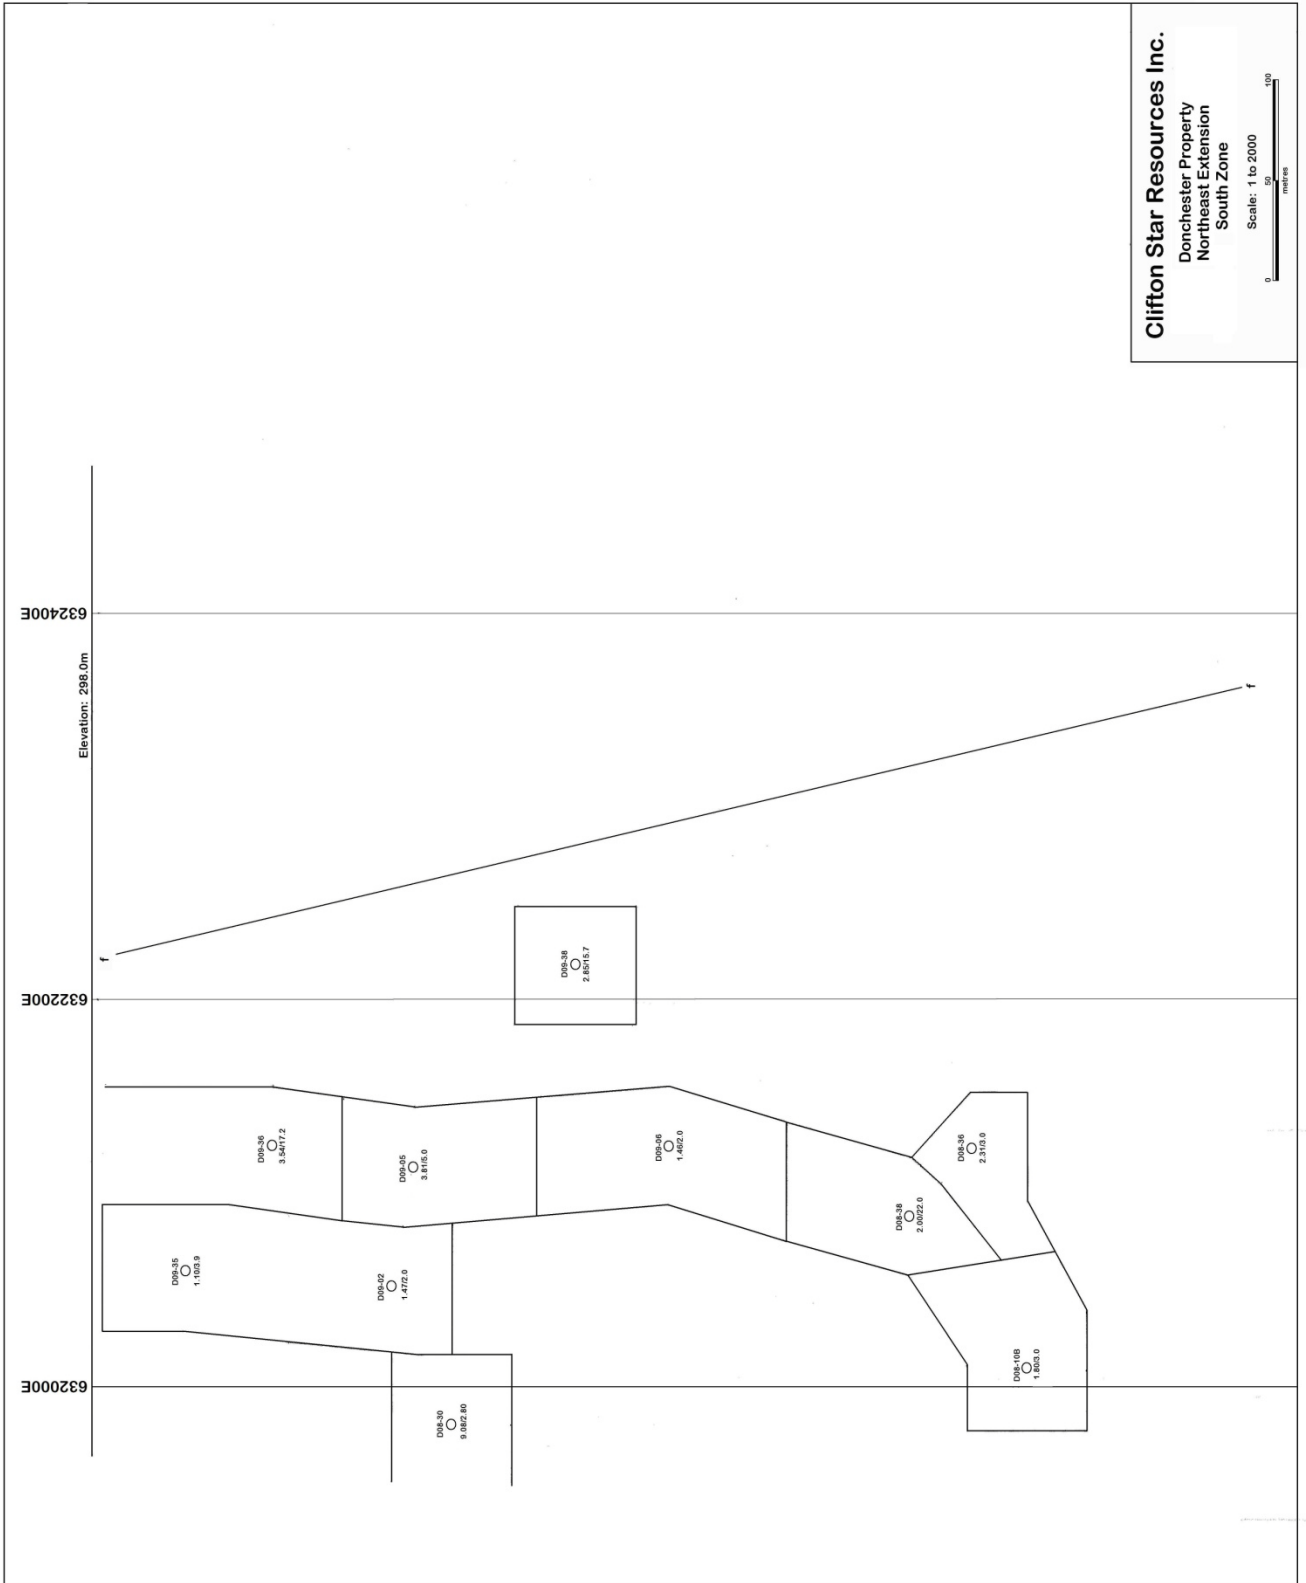 Clifton Star Resources Inc.
Donchester Property
Northeast Extension
South Zone
Scale: 1 to 2000
0 50 100
metres
632000E
632200E
632400E
Elevation: 298.0m
f
f
D09-35
1.10/3.9
D09-36
3.54/17.2
D09-02
1.47/2.0
D09-05
3.81/5.0
D08-30
9.08/2.80
D09-38
2.85/15.7
D09-06
1.46/2.0
D08-38
2.00/22.0
D08-36
2.31/3.0
D08-10B
1.80/3.0